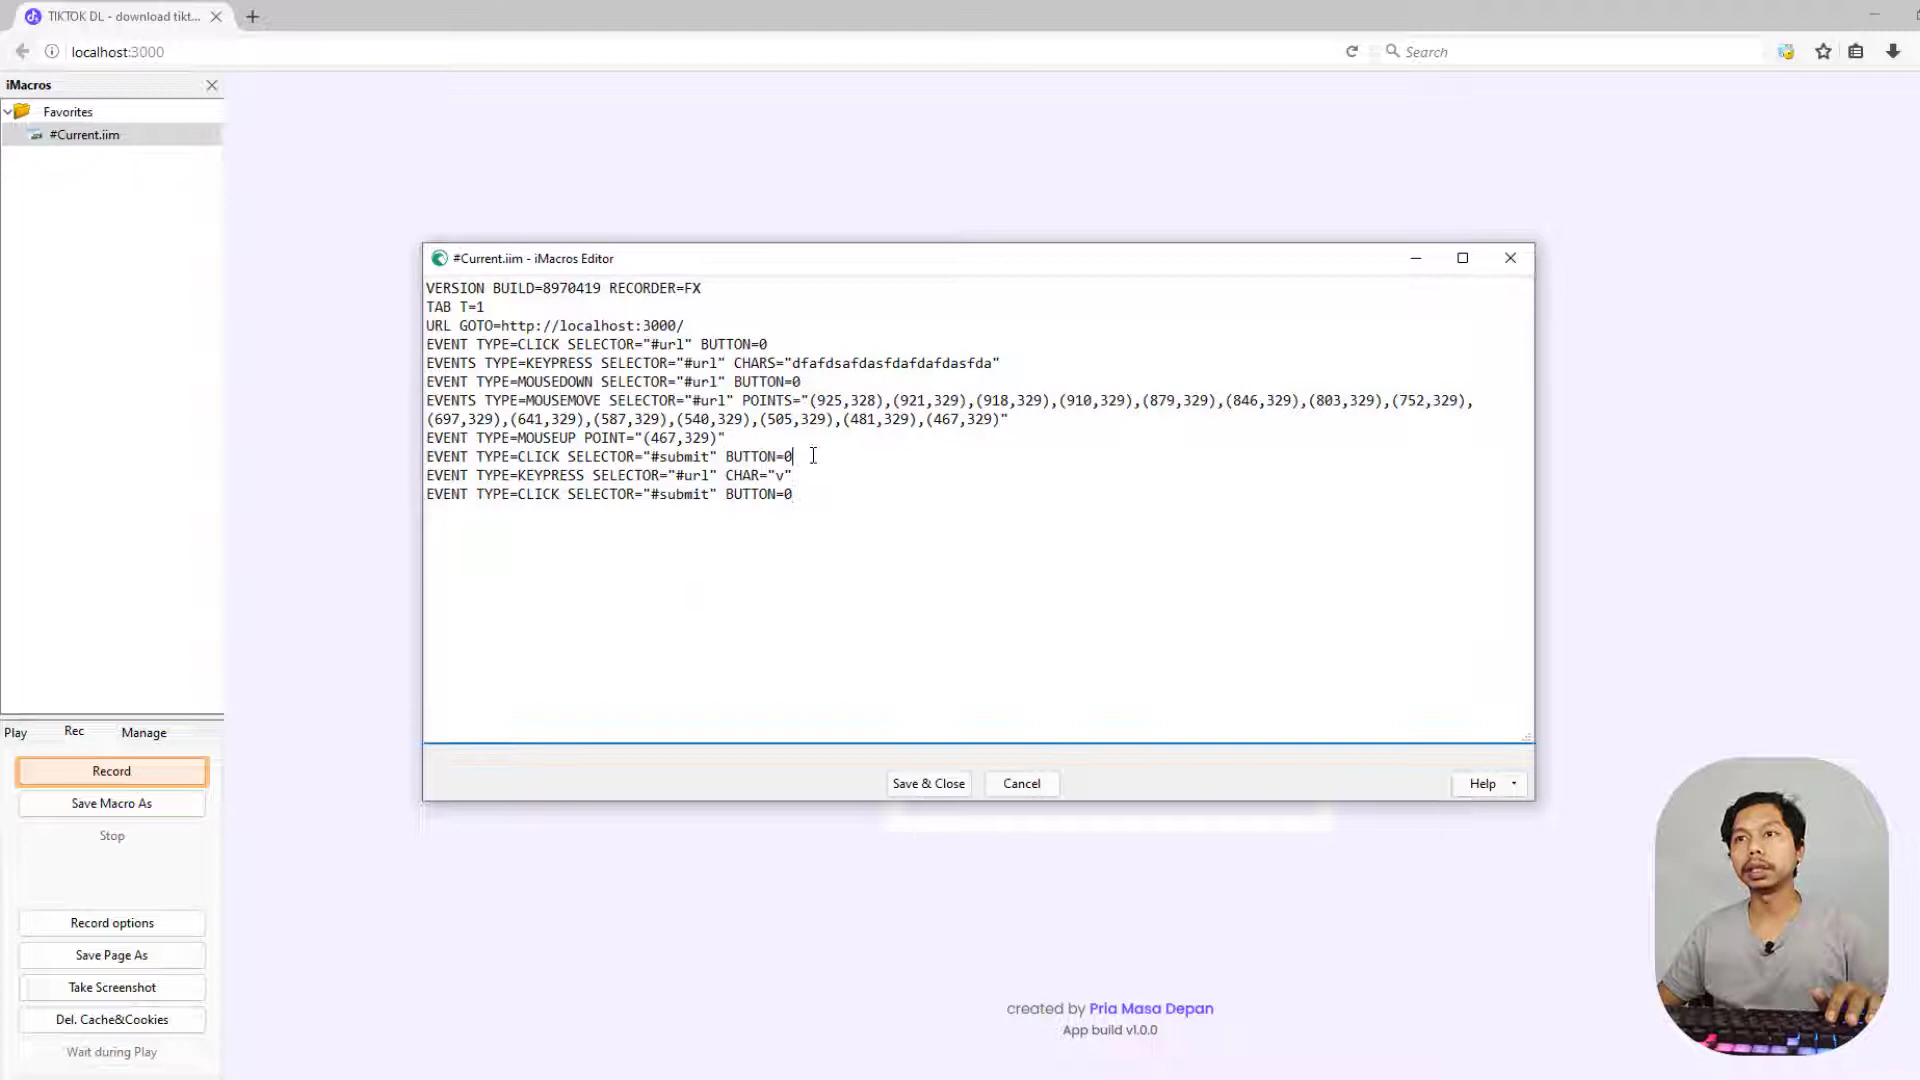 TIKTOK DL - download tikt...
localhost:3000
Search
iMacros
Favorites
#Current.iim
#Current.iim - iMacros Editor
VERSION BUILD=8970419 RECORDER=FX
TAB T=1
URL GOTO=http://localhost:3000/
EVENT TYPE=CLICK SELECTOR="#url" BUTTON=0
EVENTS TYPE=KEYPRESS SELECTOR="#url" CHARS="dfafdsafdasfdafdafdasfda"
EVENT TYPE=MOUSEDOWN SELECTOR="#url" BUTTON=0
EVENTS TYPE=MOUSEMOVE SELECTOR="#url" POINTS="(925,328),(921,329),(918,329),(910,329),(879,329),(846,329),(803,329),(752,329),
(697,329),(641,329),(587,329),(540,329),(505,329),(481,329),(467,329)"
EVENT TYPE=MOUSEUP POINT="(467,329)"
EVENT TYPE=CLICK SELECTOR="#submit" BUTTON=0
EVENT TYPE=KEYPRESS SELECTOR="#url" CHAR="v"
EVENT TYPE=CLICK SELECTOR="#submit" BUTTON=0
Save & Close
Cancel
Help
Play
Rec
Manage
Record
Save Macro As
Stop
Record options
Save Page As
Take Screenshot
Del. Cache&Cookies
Wait during Play
created by Pria Masa Depan
App build v1.0.0